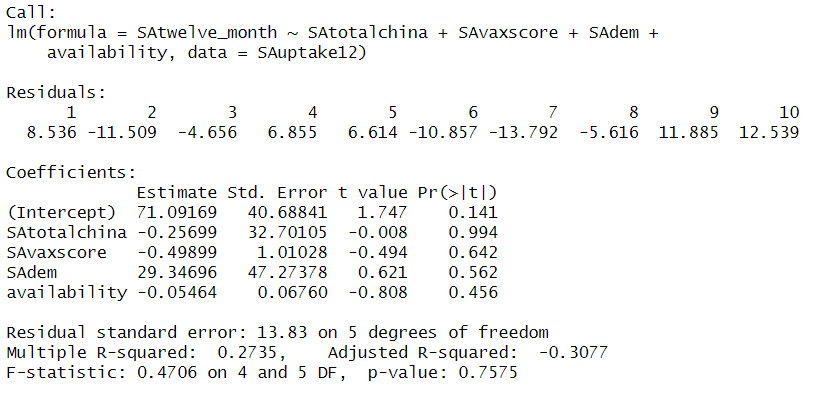 Call:
lm(formula = SAtwelve_month ~ SAtotalchina + SAvaxscore + SAdem +
    availability, data = SAuptake12)
Residuals:
      1       2       3       4       5       6       7       8       9      10
  8.536 -11.509  -4.656   6.855   6.614 -10.857 -13.792  -5.616  11.885  12.539
Coefficients:
             Estimate Std. Error t value Pr(>|t|)
(Intercept)  71.09169   40.68841   1.747    0.141
SAtotalchina -0.25699   32.70105  -0.008    0.994
SAvaxscore   -0.49899    1.01028  -0.494    0.642
SAdem        29.34696   47.27378   0.621    0.562
availability -0.05464    0.06760  -0.808    0.456
Residual standard error: 13.83 on 5 degrees of freedom
Multiple R-squared:  0.2735,    Adjusted R-squared:  -0.3077
F-statistic: 0.4706 on 4 and 5 DF,  p-value: 0.7575